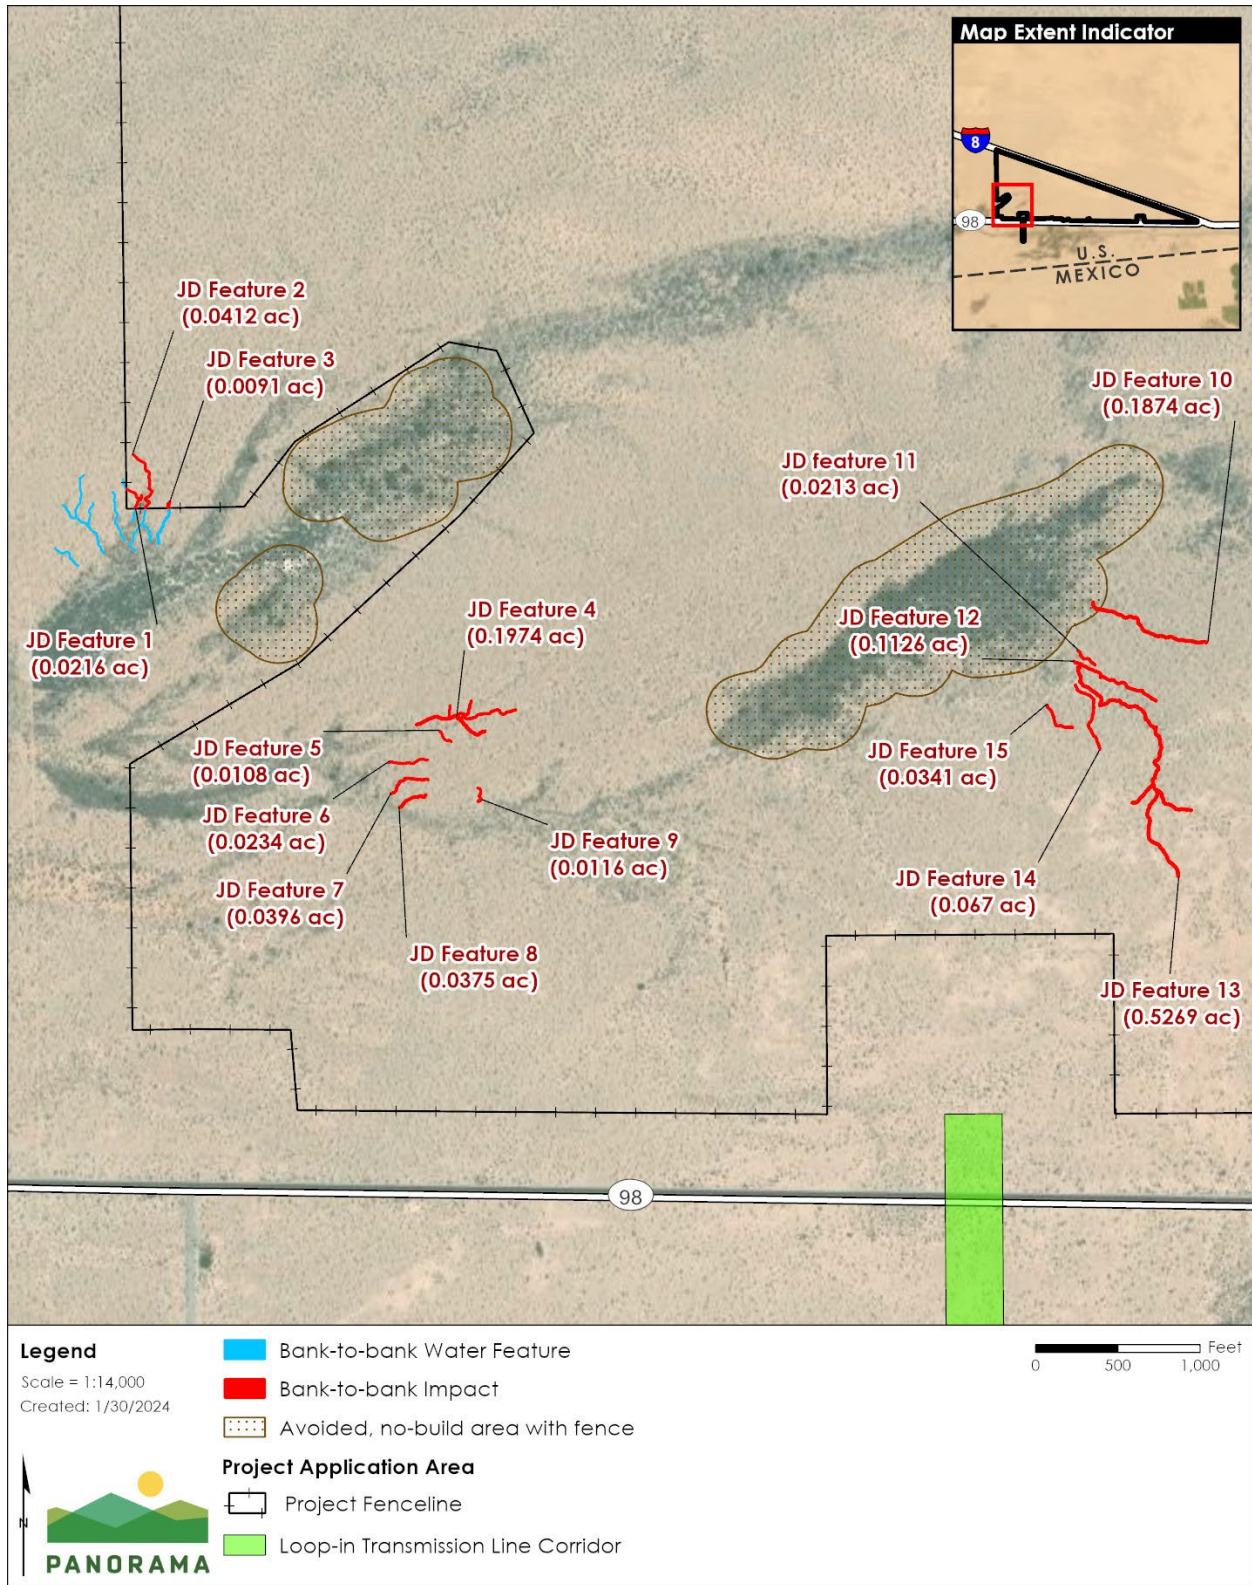 Map Extent Indicator
8
98
U.S.
MEXICO
JD Feature 2
(0.0412 ac)
JD Feature 3
(0.0091 ac)
JD Feature 10
(0.1874 ac)
JD feature 11
(0.0213 ac)
JD Feature 4
(0.1974 ac)
JD Feature 12
(0.1126 ac)
JD Feature 1
(0.0216 ac)
JD Feature 5
(0.0108 ac)
JD Feature 15
(0.0341 ac)
JD Feature 6
(0.0234 ac)
JD Feature 9
(0.0116 ac)
JD Feature 7
(0.0396 ac)
JD Feature 14
(0.067 ac)
JD Feature 8
(0.0375 ac)
JD Feature 13
(0.5269 ac)
98
Legend
Scale = 1:14,000
Created: 1/30/2024
Bank-to-bank Water Feature
Bank-to-bank Impact
Avoided, no-build area with fence
Project Application Area
Project Fenceline
Loop-in Transmission Line Corridor
Feet
0 500 1,000
N
PANORAMA